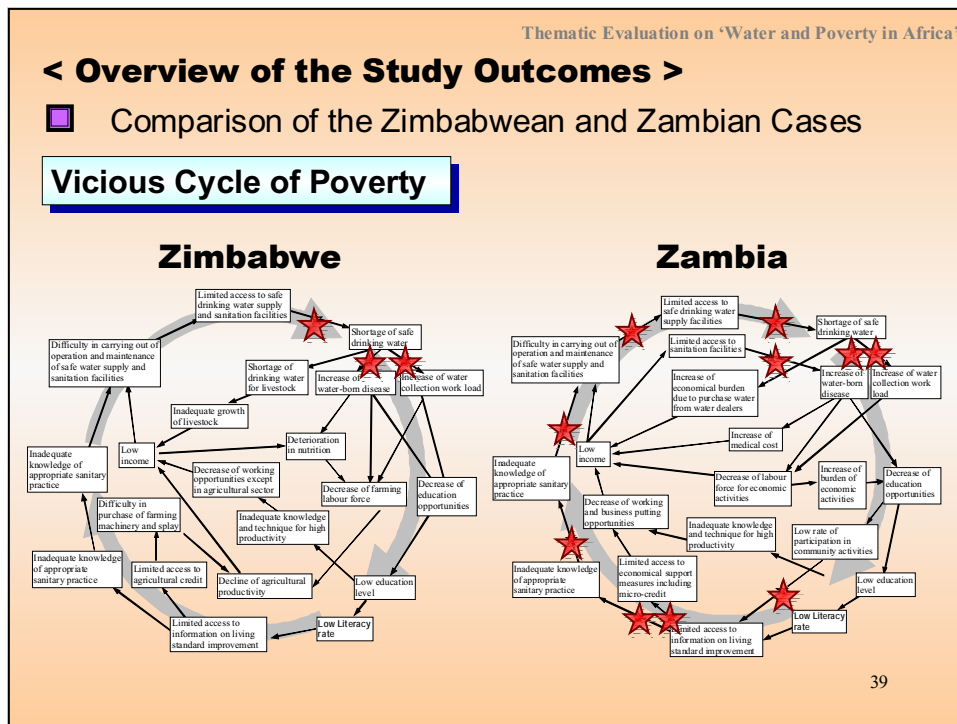 Thematic Evaluation on ‘Water and Poverty in Africa’
< Overview of the Study Outcomes >
Comparison of the Zimbabwean and Zambian Cases
Vicious Cycle of Poverty
Zimbabwe
Limited access to safe
drinking water supply
and sanitation facilities
Shortage of safe
drinking water
Difficulty in carrying out of
operation and maintenance
of safe water supply and
sanitation facilities
Shortage of
drinking water
for livestock
Increase of
water-born disease
Increase of water
collection work load
Inadequate growth
of livestock
Deterioration
in nutrition
Low
income
Inadequate
knowledge of
appropriate sanitary
practice
Decrease of working
opportunities except
in agricultural sector
Decrease of farming
labour force
Decrease of
education
opportunities
Difficulty in
purchase of farming
machinery and splay
Inadequate knowledge
and technique for high
productivity
Inadequate knowledge
of appropriate
sanitary practice
Limited access to
agricultural credit
Decline of agricultural
productivity
Low education
level
Limited access to
information on living
standard improvement
Low Literacy
rate
Zambia
Limited access to
safe drinking water
supply facilities
Shortage of safe
drinking water
Difficulty in carrying out of
operation and maintenance
of safe water supply and
sanitation facilities
Limited access to
sanitation facilities
Increase of
economical burden
due to purchase water
from water dealers
Increase of
water-born
disease
Increase of water
collection work
load
Increase of
medical cost
Low
income
Inadequate
knowledge of
appropriate sanitary
practice
Decrease of labour
force for economic
activities
Increase of
burden of
economic
activities
Decrease of
education
opportunities
Decrease of working
and business putting
opportunities
Inadequate knowledge
and technique for high
productivity
Low rate of
participation in
community activities
Inadequate knowledge
of appropriate
sanitary practice
Limited access to
economical support
measures including
micro-credit
Low education
level
Low Literacy
rate
Limited access to
information on living
standard improvement
39